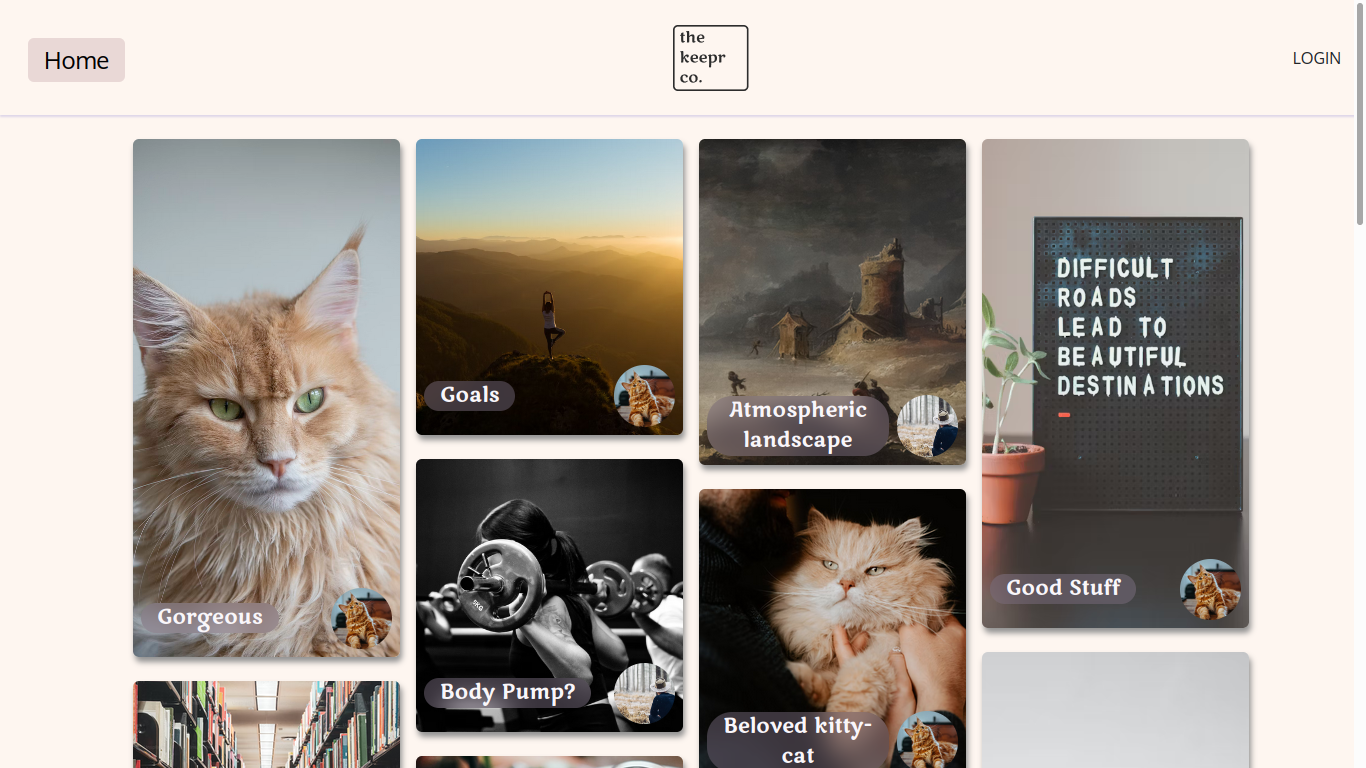 Home
the
keepr
co.
LOGIN
Gorgeous
Goals
Atmospheric
landscape
DIFFICULT
ROADS
LEAD TO
BEAUTIFUL
DESTINATIONS
Good Stuff
Body Pump?
5KG
Beloved kitty-
cat